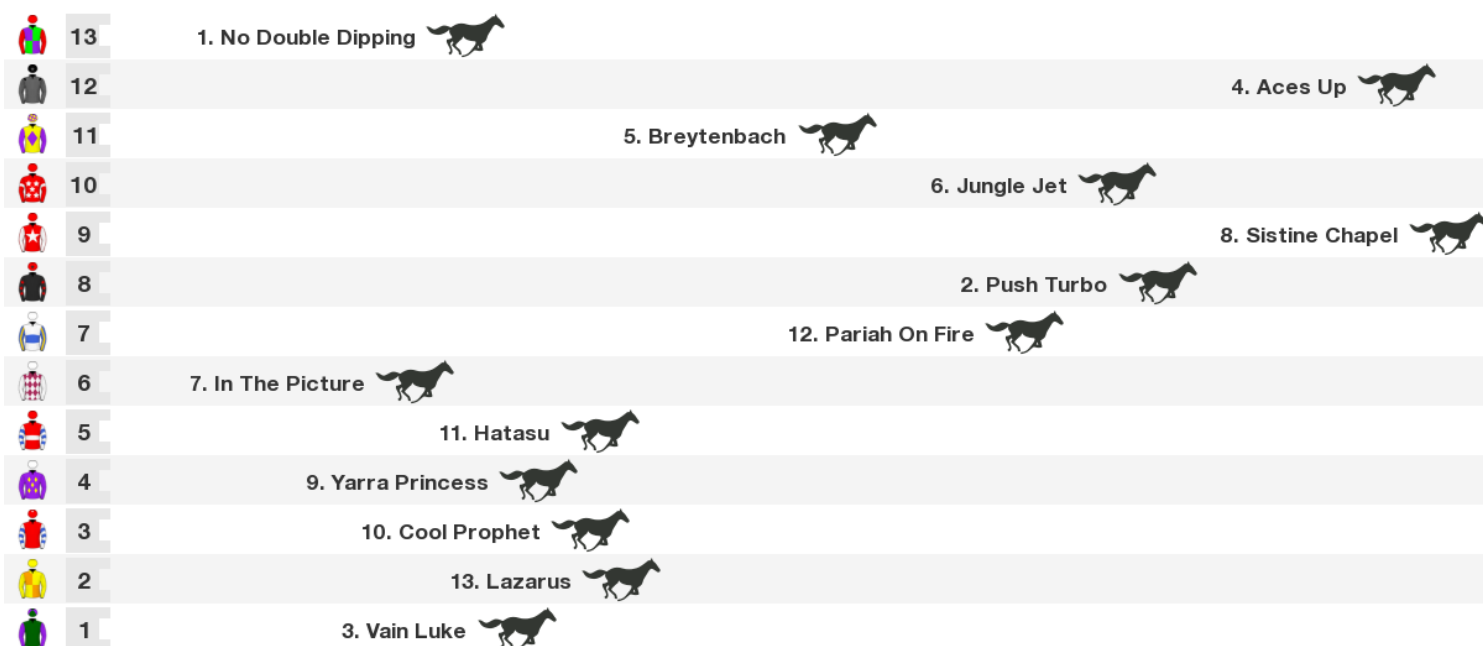 13 1. No Double Dipping
12 4. Aces Up
11 5. Breytenbach
10 6. Jungle Jet
9 8. Sistine Chapel
8 2. Push Turbo
7 12. Pariah On Fire
6 7. In The Picture
5 11. Hatasu
4 9. Yarra Princess
3 10. Cool Prophet
2 13. Lazarus
1 3. Vain Luke